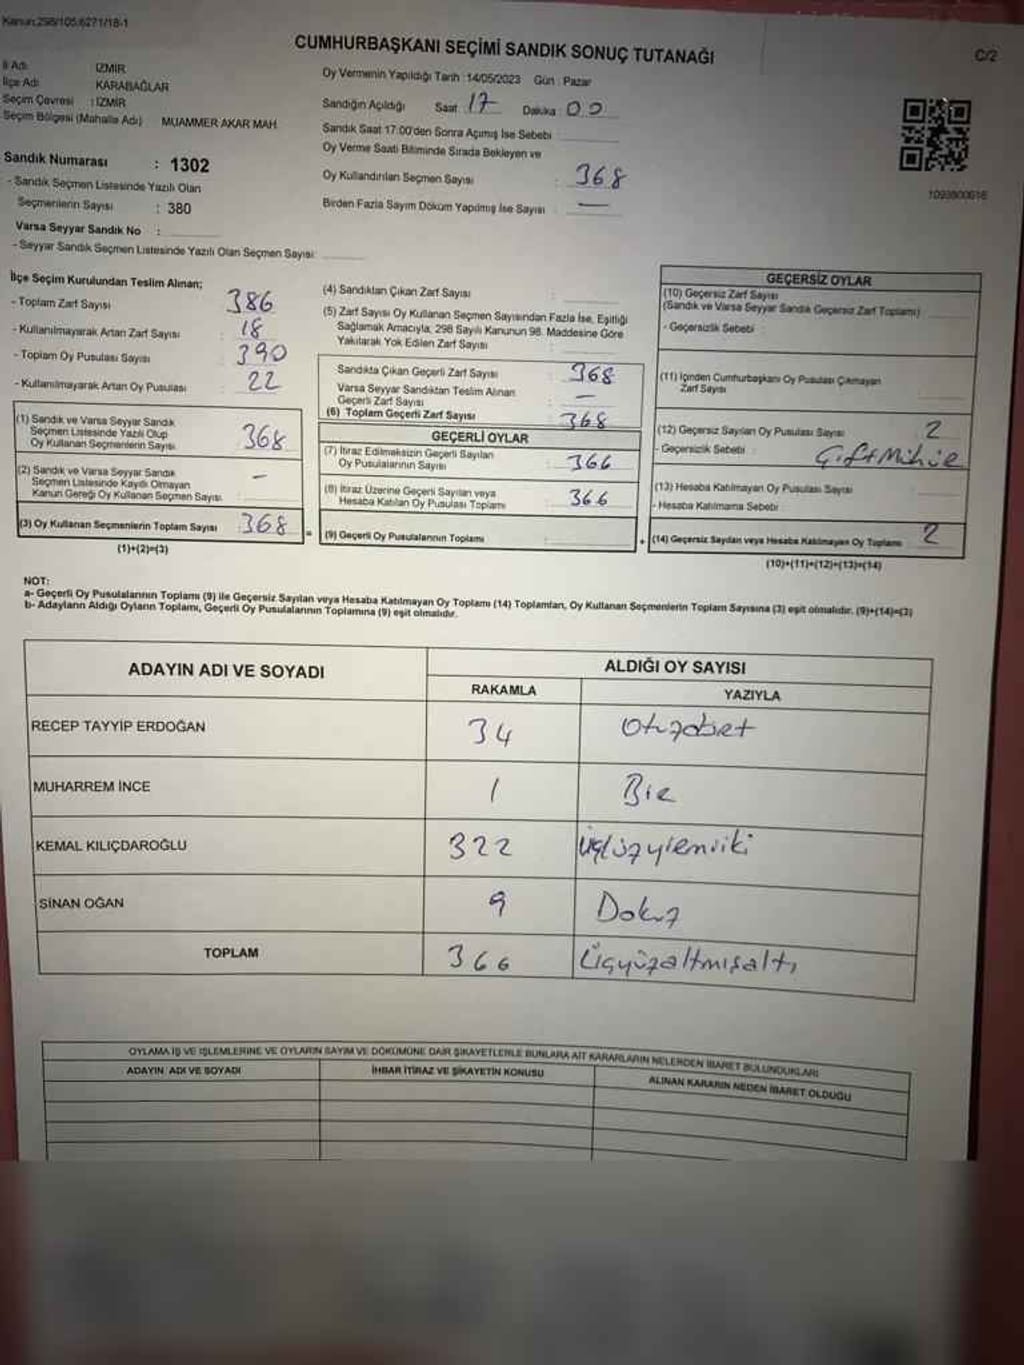 Kanun:298/105;6271/18-1
CUMHURBAŞKANI SEÇİMİ SANDIK SONUÇ TUTANAĞI
C/2
İl Adı İZMİR
İlçe Adı KARABAĞLAR
Seçim Çevresi : İZMİR
Seçim Bölgesi (Mahalle Adı) MUAMMER AKAR MAH.
Oy Vermenin Yapıldığı Tarih :14/05/2023 Gün : Pazar
Sandığın Açıldığı Saat 17 Dakika 00
Sandık Saat 17:00'den Sonra Açımış İse Sebebi
Oy Verme Saati Bitiminde Sırada Bekleyen ve
Oy Kullandırılan Seçmen Sayısı : 368
Birden Fazla Sayım Döküm Yapılmış İse Sayısı : —
1093800616
Sandık Numarası : 1302
- Sandık Seçmen Listesinde Yazılı Olan
Seçmenlerin Sayısı : 380
Varsa Seyyar Sandık No :
- Seyyar Sandık Seçmen Listesinde Yazılı Olan Seçmen Sayısı:
İlçe Seçim Kurulundan Teslim Alınan;
- Toplam Zarf Sayısı : 386
- Kullanılmayarak Artan Zarf Sayısı : 18
- Toplam Oy Pusulası Sayısı : 390
- Kullanılmayarak Artan Oy Pusulası : 22
(1) Sandık ve Varsa Seyyar Sandık
Seçmen Listesinde Yazılı Olup
Oy Kullanan Seçmenlerin Sayısı : 368
(2) Sandık ve Varsa Seyyar Sandık
Seçmen Listesinde Kayıtlı Olmayan
Kanun Gereği Oy Kullanan Seçmen Sayısı : —
(3) Oy Kullanan Seçmenlerin Toplam Sayısı : 368 =
(1)+(2)=(3)
(4) Sandıktan Çıkan Zarf Sayısı :
(5) Zarf Sayısı Oy Kullanan Seçmen Sayısından Fazla İse, Eşitliği
Sağlamak Amacıyla, 298 Sayılı Kanunun 98. Maddesine Göre
Yakılarak Yok Edilen Zarf Sayısı :
Sandıkta Çıkan Geçerli Zarf Sayısı : 368
Varsa Seyyar Sandıktan Teslim Alınan
Geçerli Zarf Sayısı : —
(6) Toplam Geçerli Zarf Sayısı : 368
GEÇERLİ OYLAR
(7) İtiraz Edilmeksizin Geçerli Sayılan
Oy Pusulalarının Sayısı : 366
(8) İtiraz Üzerine Geçerli Sayılan veya
Hesaba Katılan Oy Pusulası Toplamı : 366
(9) Geçerli Oy Pusulalarının Toplamı : +
GEÇERSİZ OYLAR
(10) Geçersiz Zarf Sayısı
(Sandık ve Varsa Seyyar Sandık Geçersiz Zarf Toplamı) :
- Geçersizlik Sebebi :
(11) İçinden Cumhurbaşkanı Oy Pusulası Çıkmayan
Zarf Sayısı :
(12) Geçersiz Sayılan Oy Pusulası Sayısı : 2
- Geçersizlik Sebebi : Çift Mühür
(13) Hesaba Katılmayan Oy Pusulası Sayısı
- Hesaba Katılmama Sebebi :
(14) Geçersiz Sayılan veya Hesaba Katılmayan Oy Toplamı 2
(10)+(11)+(12)+(13)=(14)
NOT:
a- Geçerli Oy Pusulalarının Toplamı (9) ile Geçersiz Sayılan veya Hesaba Katılmayan Oy Toplamı (14) Toplamları, Oy Kullanan Seçmenlerin Toplam Sayısına (3) eşit olmalıdır. (9)+(14)=(3)
b- Adayların Aldığı Oyların Toplamı, Geçerli Oy Pusulalarının Toplamına (9) eşit olmalıdır.
ADAYIN ADI VE SOYADI ALDIĞI OY SAYISI
RAKAMLA YAZIYLA
RECEP TAYYİP ERDOĞAN 34 Otuzdört
MUHARREM İNCE 1 Bir
KEMAL KILIÇDAROĞLU 322 Üçyüzyirmiiki
SİNAN OĞAN 9 Dokuz
TOPLAM 366 Üçyüzaltmışaltı
OYLAMA İŞ VE İŞLEMLERİNE VE OYLARIN SAYIM VE DÖKÜMÜNE DAİR ŞİKAYETLERLE BUNLARA AİT KARARLARIN NELERDEN İBARET BULUNDUKLARI
ADAYIN ADI VE SOYADI İHBAR İTİRAZ VE ŞİKAYETİN KONUSU ALINAN KARARIN NEDEN İBARET OLDUĞU